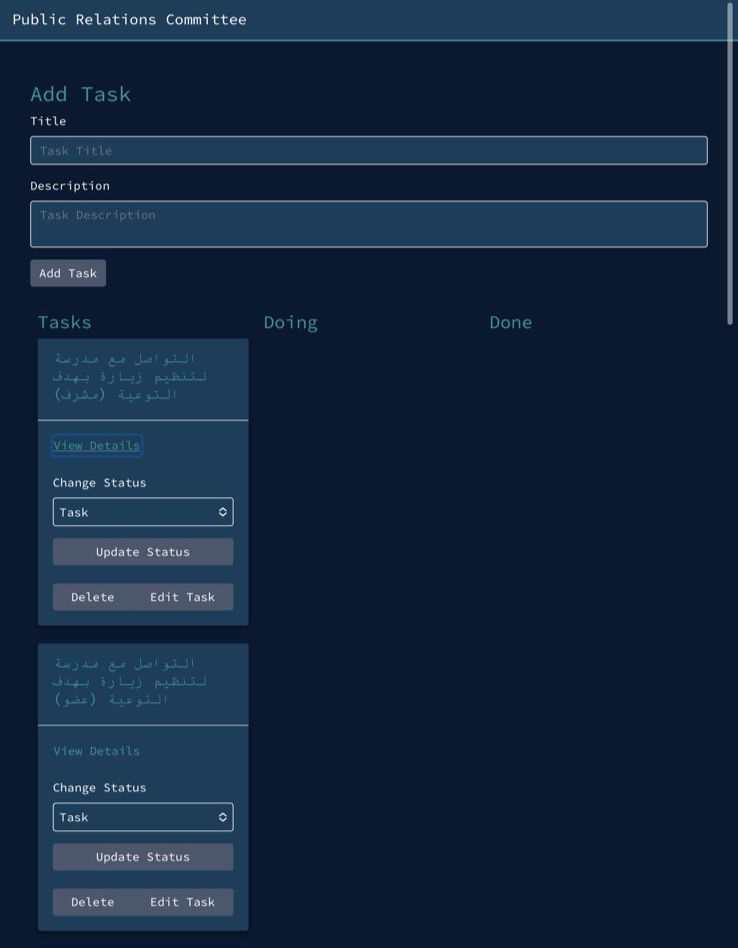 Public Relations Committee
Add Task
Title
Task Title
Description
Task Description
Add Task
Tasks
Doing
Done
التواصل مع مدرسة
لتنظيم زيارة بهدف
التوعية (مشرف)
View Details
Change Status
Task
Update Status
Delete
Edit Task
التواصل مع مدرسة
لتنظيم زيارة بهدف
التوعية (عضو)
View Details
Change Status
Task
Update Status
Delete
Edit Task